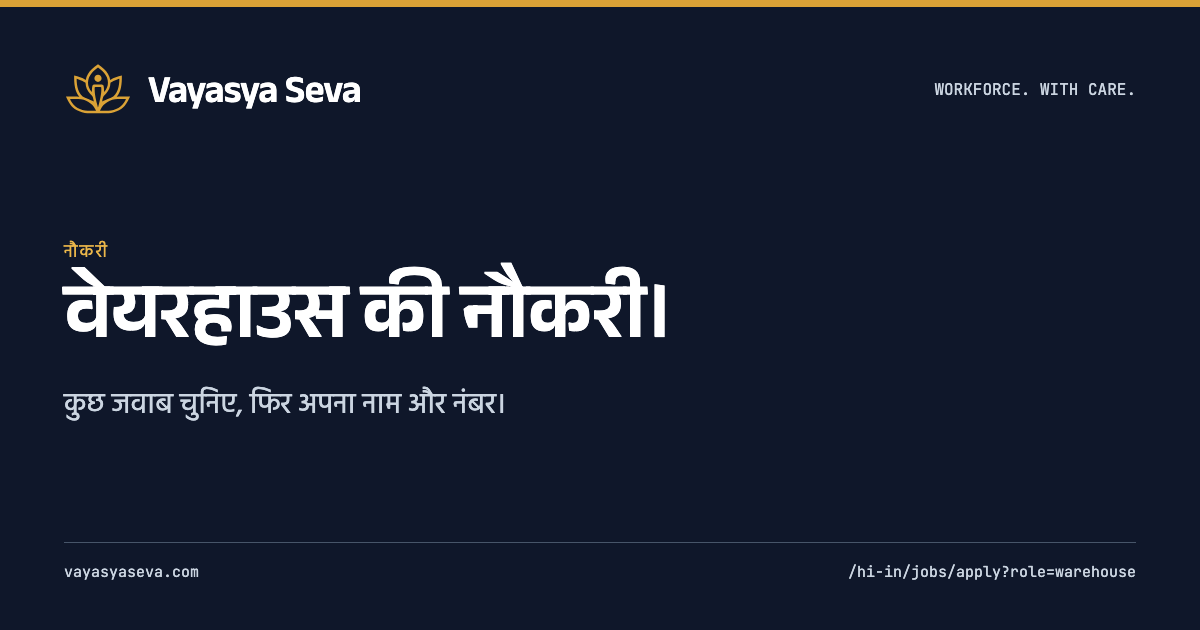 Vayasya Seva
WORKFORCE. WITH CARE.
नौकरी
वेयरहाउस की नौकरी।
कुछ जवाब चुनिए, फिर अपना नाम और नंबर।
vayasyaseva.com
/hi-in/jobs/apply?role=warehouse